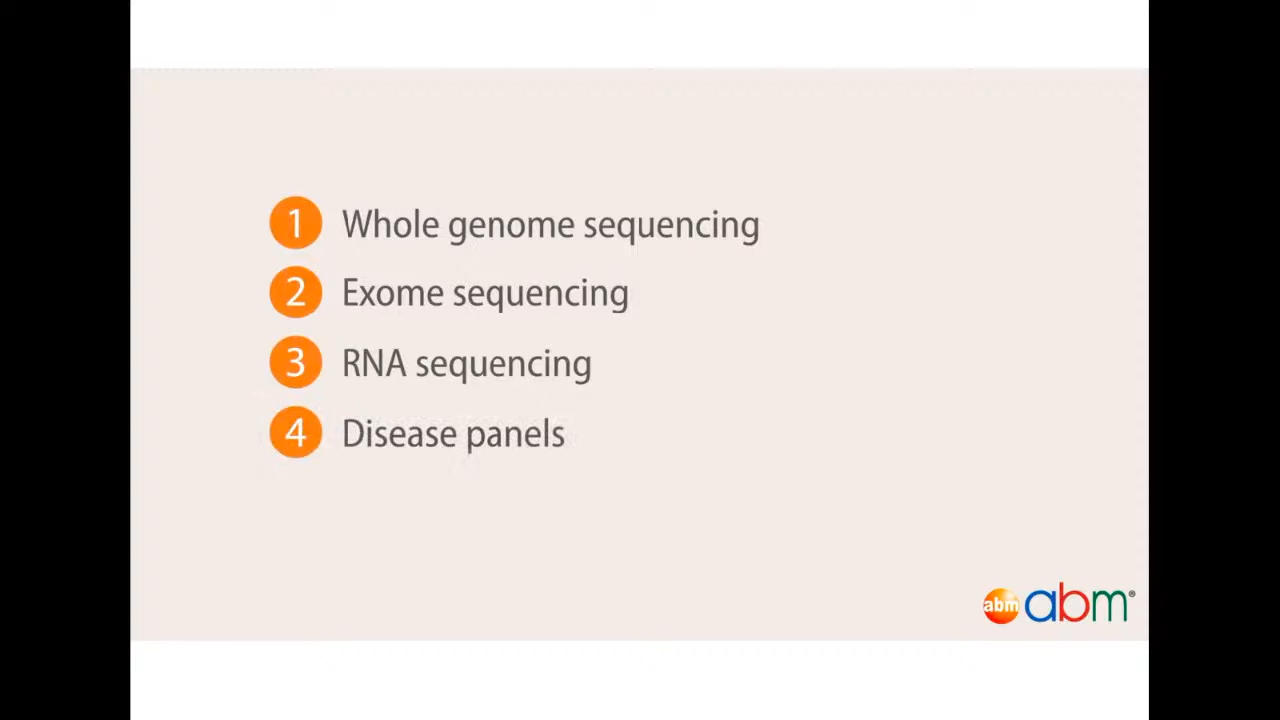 1 Whole genome sequencing
2 Exome sequencing
3 RNA sequencing
4 Disease panels
abm abm®